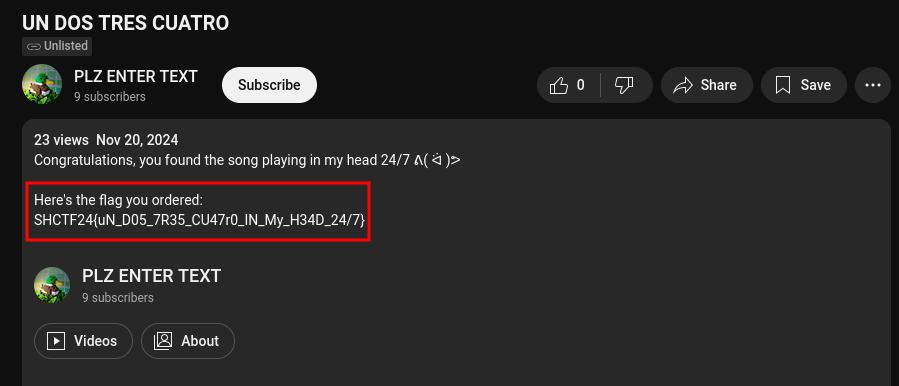 UN DOS TRES CUATRO
Unlisted
PLZ ENTER TEXT
9 subscribers
Subscribe
0
Share
Save
23 views Nov 20, 2024
Congratulations, you found the song playing in my head 24/7 ᕕ( ᐛ )ᕗ
Here's the flag you ordered:
SHCTF24{uN_D05_7R35_CU47r0_IN_My_H34D_24/7}
PLZ ENTER TEXT
9 subscribers
Videos
About